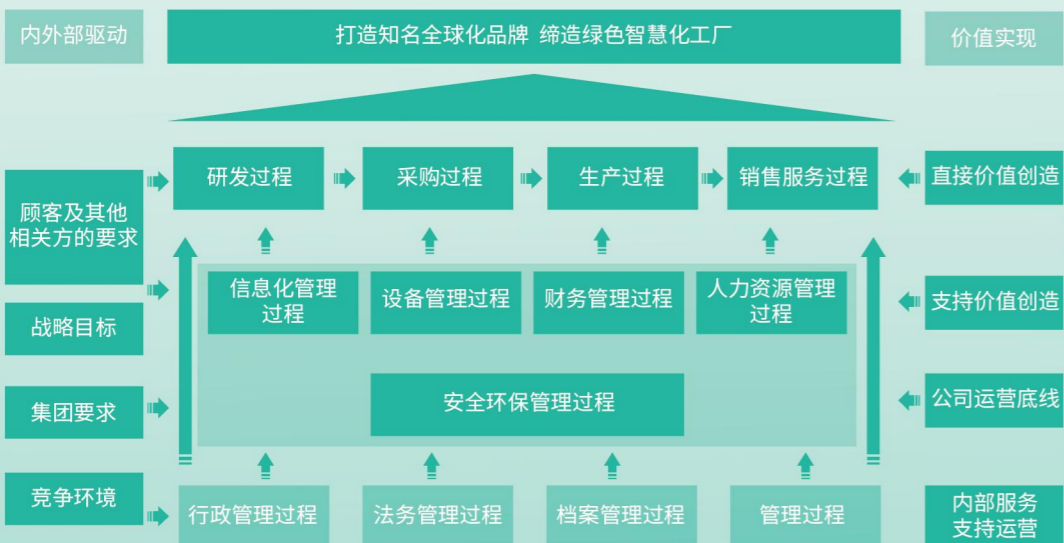 内外部驱动
打造知名全球化品牌 缔造绿色智慧化工厂
价值实现
研发过程
采购过程
生产过程
销售服务过程
直接价值创造
顾客及其他
相关方的要求
信息化管理
过程
设备管理过程
财务管理过程
人力资源管理
过程
支持价值创造
战略目标
安全环保管理过程
公司运营底线
集团要求
竞争环境
行政管理过程
法务管理过程
档案管理过程
管理过程
内部服务
支持运营